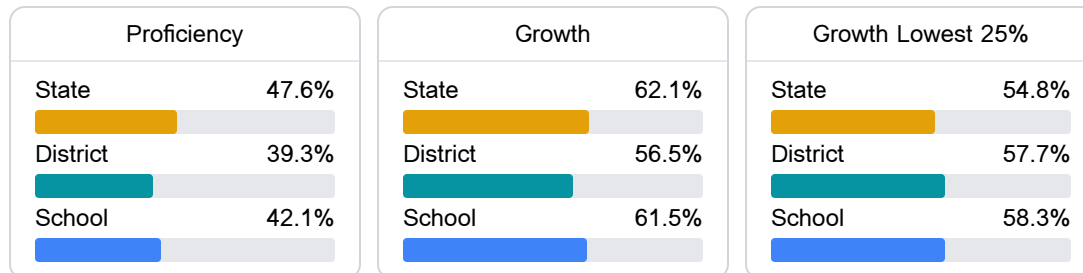 Proficiency
State 47.6%
District 39.3%
School 42.1%
Growth
State 62.1%
District 56.5%
School 61.5%
Growth Lowest 25%
State 54.8%
District 57.7%
School 58.3%